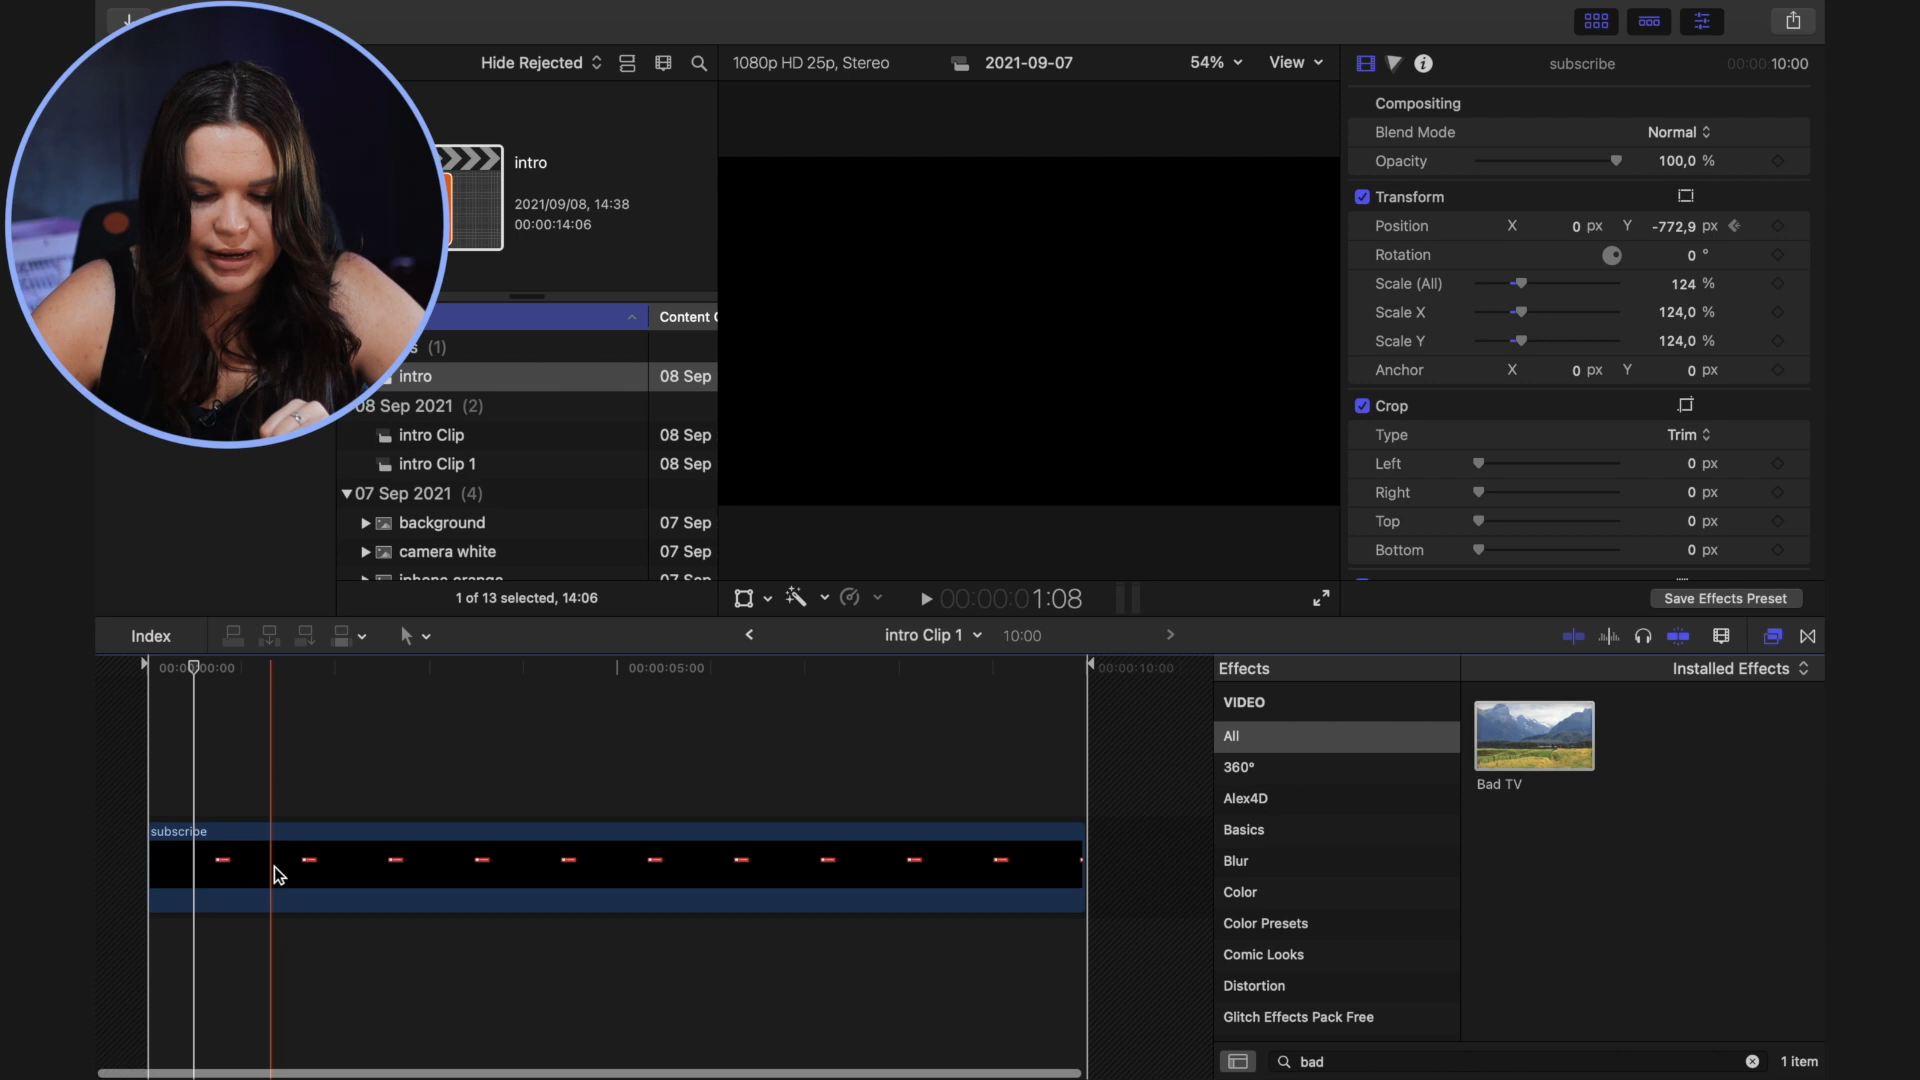 Hide Rejected
1080p HD 25p, Stereo
2021-09-07
54%
View
subscribe
00:00:10:00
intro
2021/09/08, 14:38
00:00:14:06
Content
(1)
intro
08 Sep
08 Sep 2021 (2)
intro Clip
08 Sep
intro Clip 1
08 Sep
07 Sep 2021 (4)
background
07 Sep
camera white
07 Sep
iphone orange
07 Sep
1 of 13 selected, 14:06
Compositing
Blend Mode
Normal
Opacity
100,0 %
Transform
Position
X
0 px
Y
-772,9 px
Rotation
0 °
Scale (All)
124 %
Scale X
124,0 %
Scale Y
124,0 %
Anchor
X
0 px
Y
0 px
Crop
Type
Trim
Left
0 px
Right
0 px
Top
0 px
Bottom
0 px
00:00:01:08
Save Effects Preset
Index
intro Clip 1
10:00
00:00:00:00
00:00:05:00
00:00:10:00
subscribe
Effects
Installed Effects
VIDEO
All
360°
Alex4D
Basics
Blur
Color
Color Presets
Comic Looks
Distortion
Glitch Effects Pack Free
Bad TV
bad
1 item